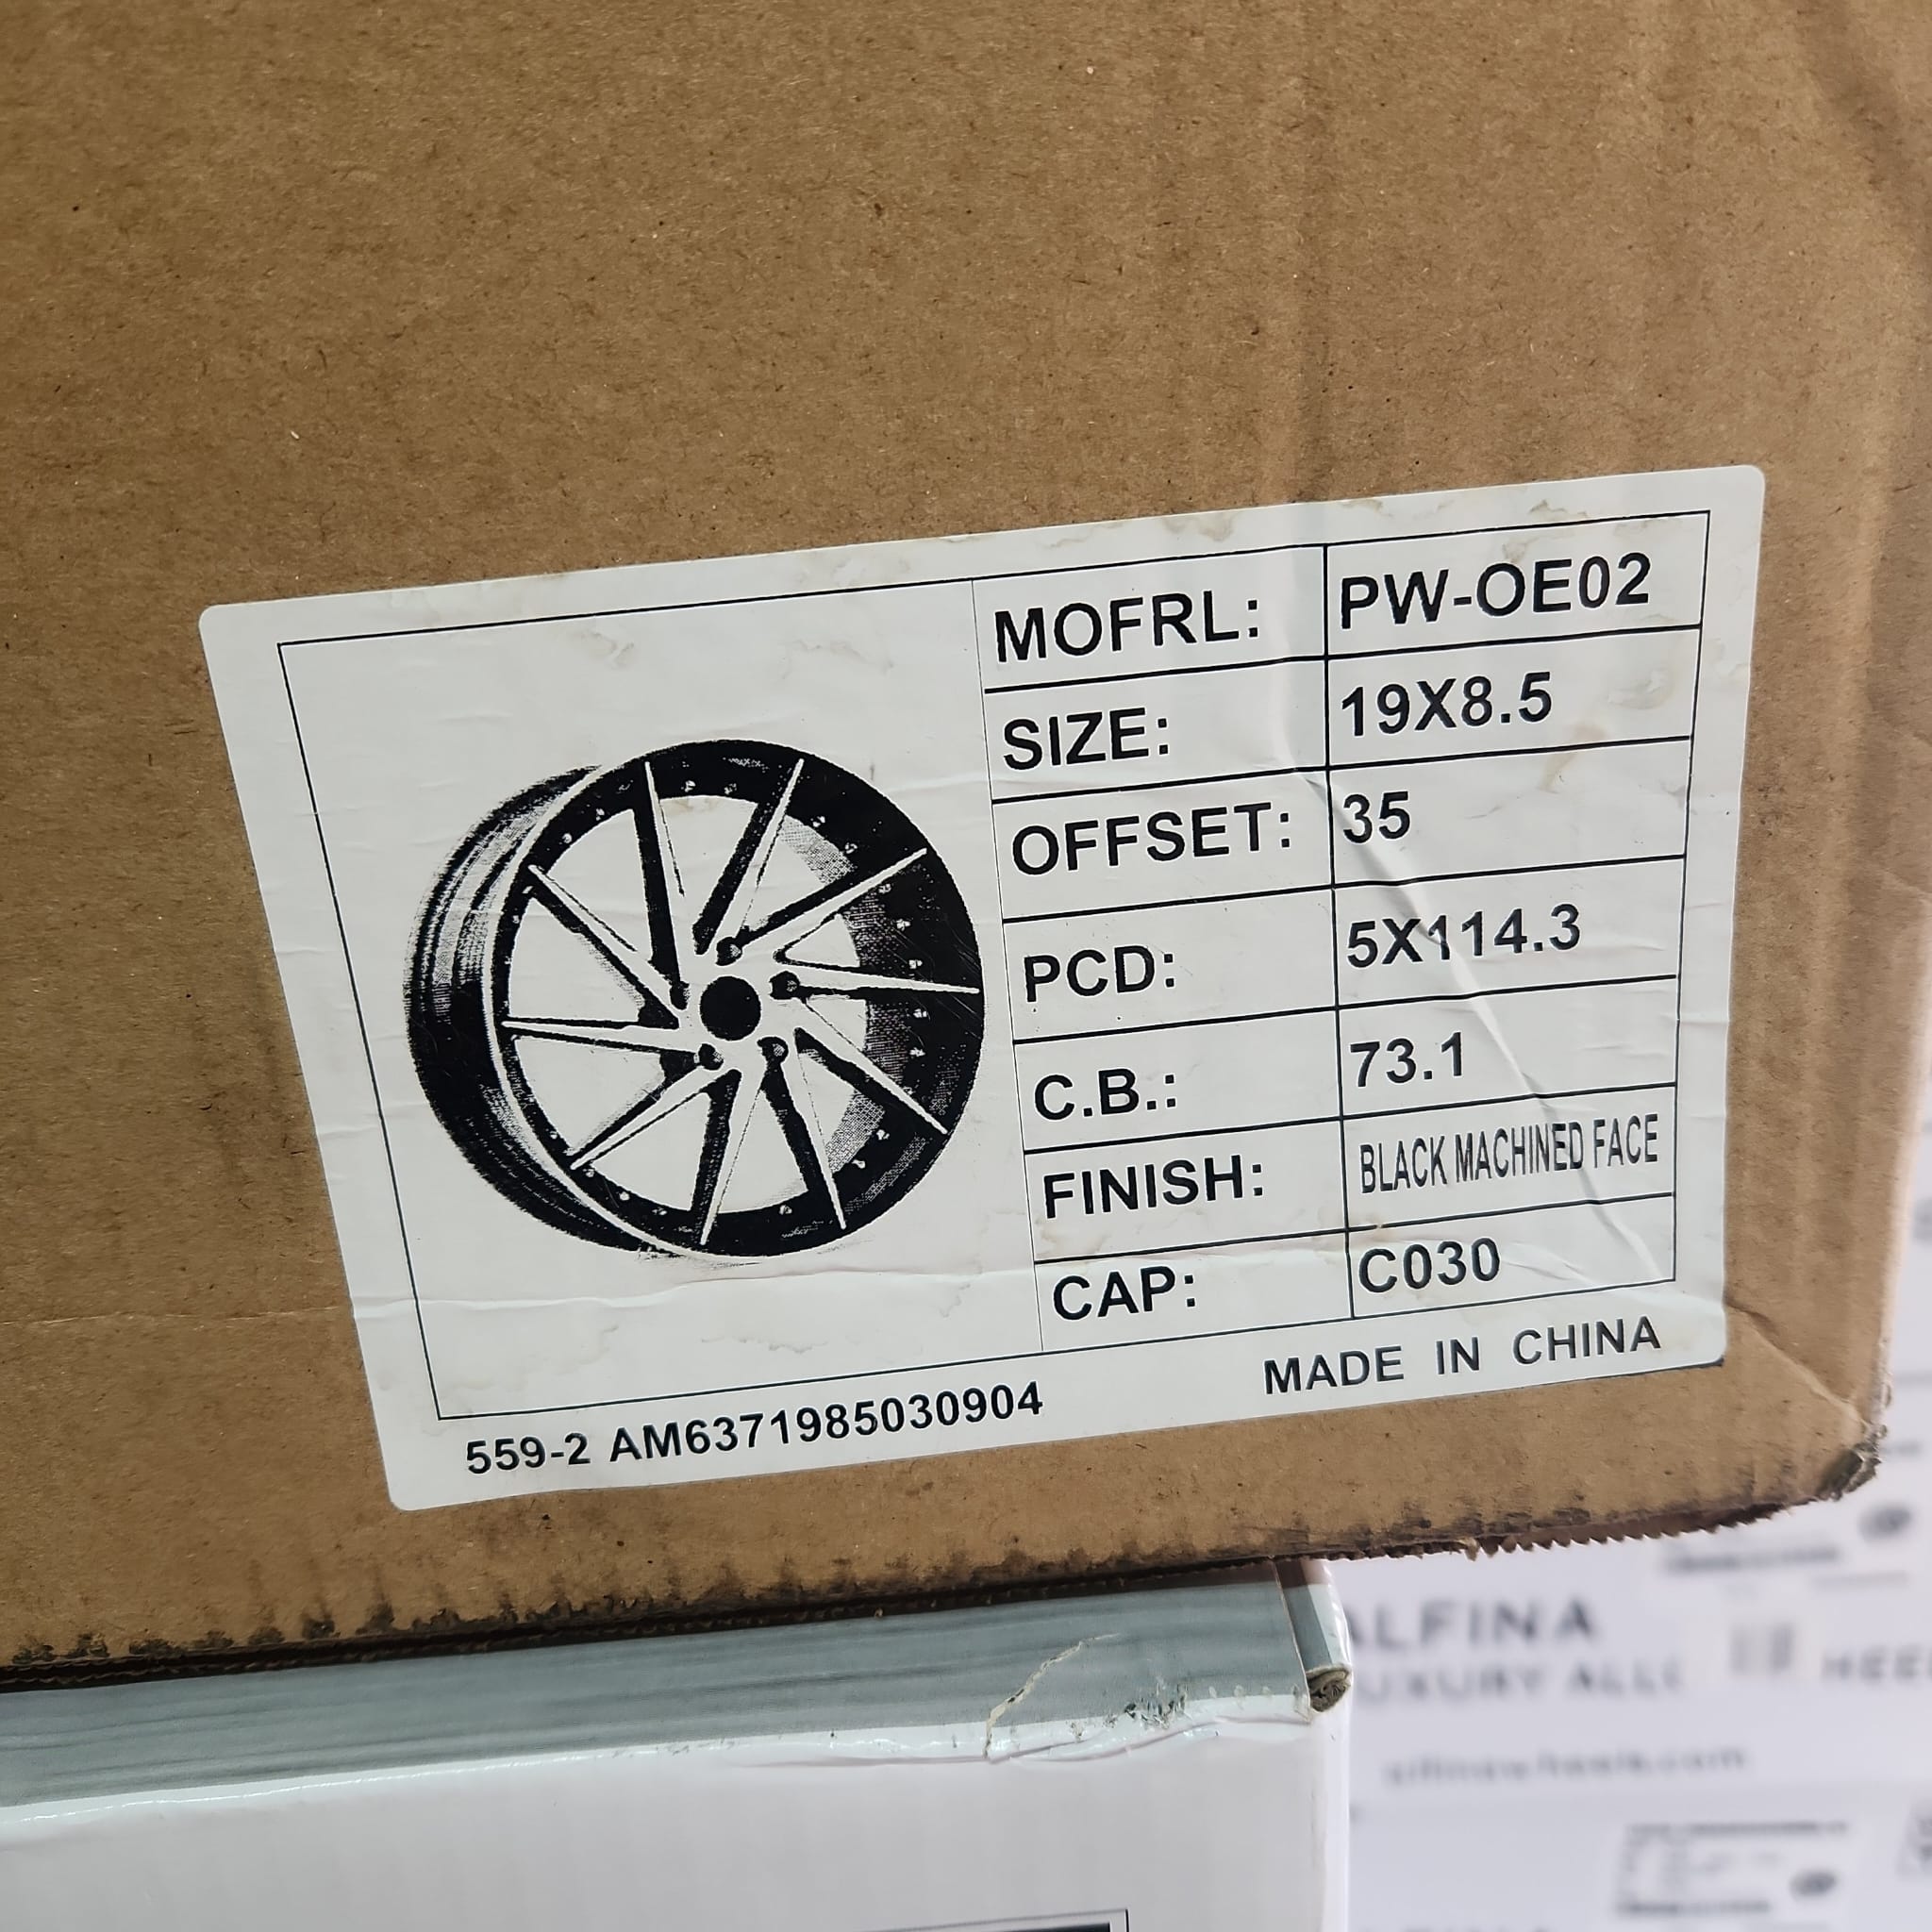 MOFRL: PW-OE02
SIZE: 19X8.5
OFFSET: 35
PCD: 5X114.3
C.B.: 73.1
FINISH: BLACK MACHINED FACE
CAP: C030
559-2 AM6371985030904 MADE IN CHINA
ALFINA